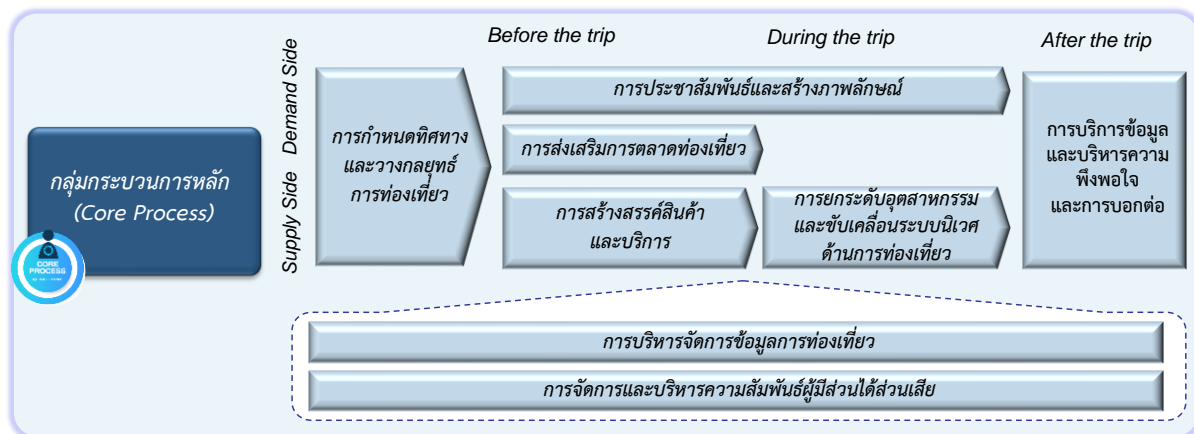 Before the trip
During the trip
After the trip
Demand Side
Supply Side
กลุ่มกระบวนการหลัก
(Core Process)
CORE
PROCESS
การกำหนดทิศทาง
และวางกลยุทธ์
การท่องเที่ยว
การประชาสัมพันธ์และสร้างภาพลักษณ์
การส่งเสริมการตลาดท่องเที่ยว
การสร้างสรรค์สินค้า
และบริการ
การยกระดับอุตสาหกรรม
และขับเคลื่อนระบบนิเวศ
ด้านการท่องเที่ยว
การบริการข้อมูล
และบริหารความ
พึงพอใจ
และการบอกต่อ
การบริหารจัดการข้อมูลการท่องเที่ยว
การจัดการและบริหารความสัมพันธ์ผู้มีส่วนได้ส่วนเสีย